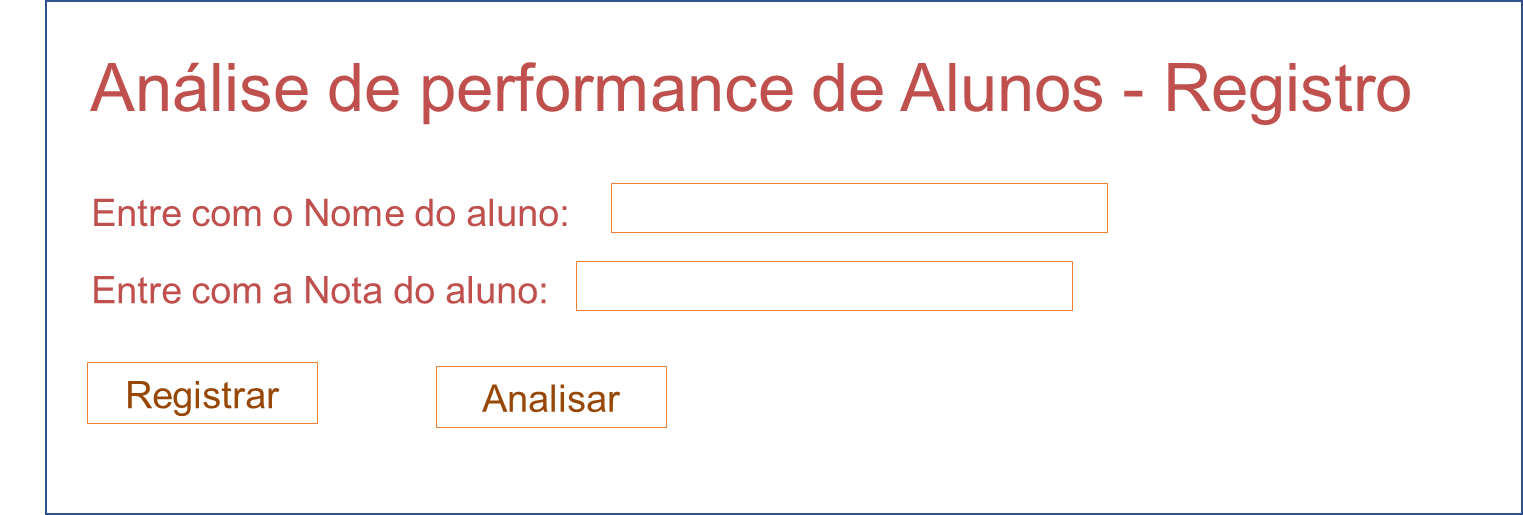 Análise de performance de Alunos - Registro
Entre com o Nome do aluno:
Entre com a Nota do aluno:
Registrar
Analisar